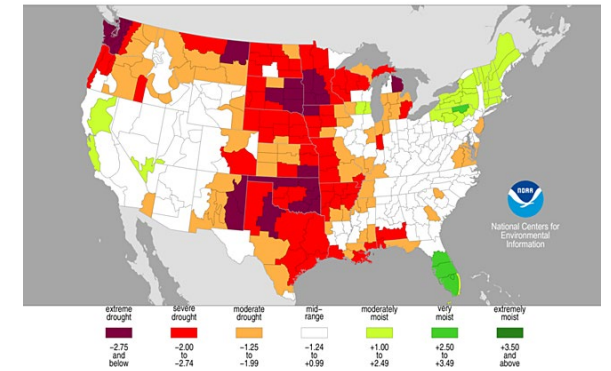 NOAA
National Centers for
Environmental
Information
extreme drought
severe drought
moderate drought
mid-range
moderately moist
very moist
extremely moist
-2.75 and below
-2.00 to -2.74
-1.25 to -1.99
-1.24 to +0.99
+1.00 to +2.49
+2.50 to +3.49
+3.50 and above